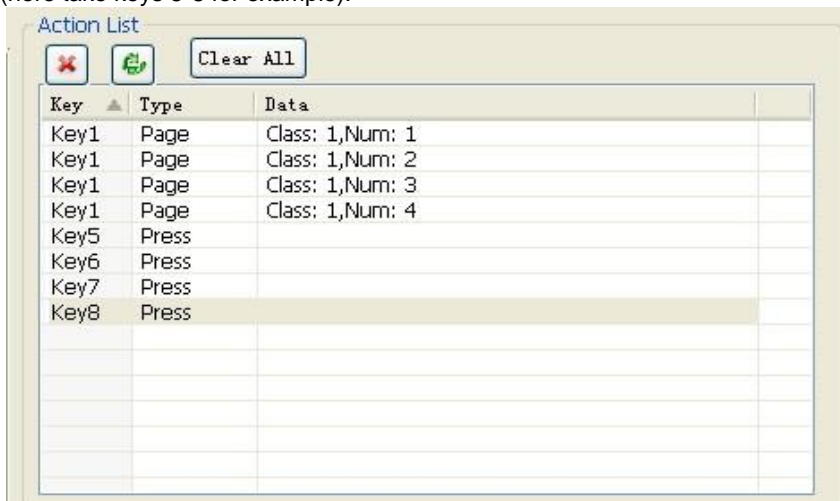 Action List
Clear All
Key Type Data
Key1 Page Class: 1,Num: 1
Key1 Page Class: 1,Num: 2
Key1 Page Class: 1,Num: 3
Key1 Page Class: 1,Num: 4
Key5 Press
Key6 Press
Key7 Press
Key8 Press